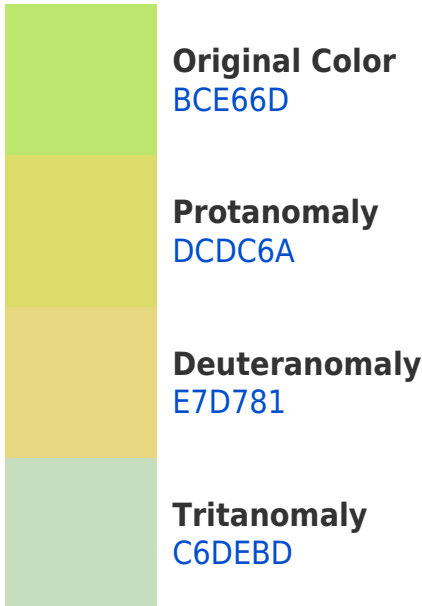 Original Color
BCE66D
Protanomaly
DCDC6A
Deuteranomaly
E7D781
Tritanomaly
C6DEBD